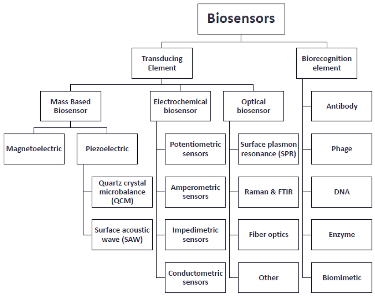 Biosensors
Transducing
Element
Biorecognition
element
Mass Based
Biosensor
Electrochemical
biosensor
Optical
biosensor
Antibody
Magnetoelectric
Piezoelectric
Potentiometric
sensors
Surface plasmon
resonance (SPR)
Phage
Quartz crystal
microbalance
(QCM)
Amperometric
sensors
Raman & FTIR
DNA
Surface acoustic
wave (SAW)
Impedimetric
sensors
Fiber optics
Enzyme
Conductometric
sensors
Other
Biomimetic